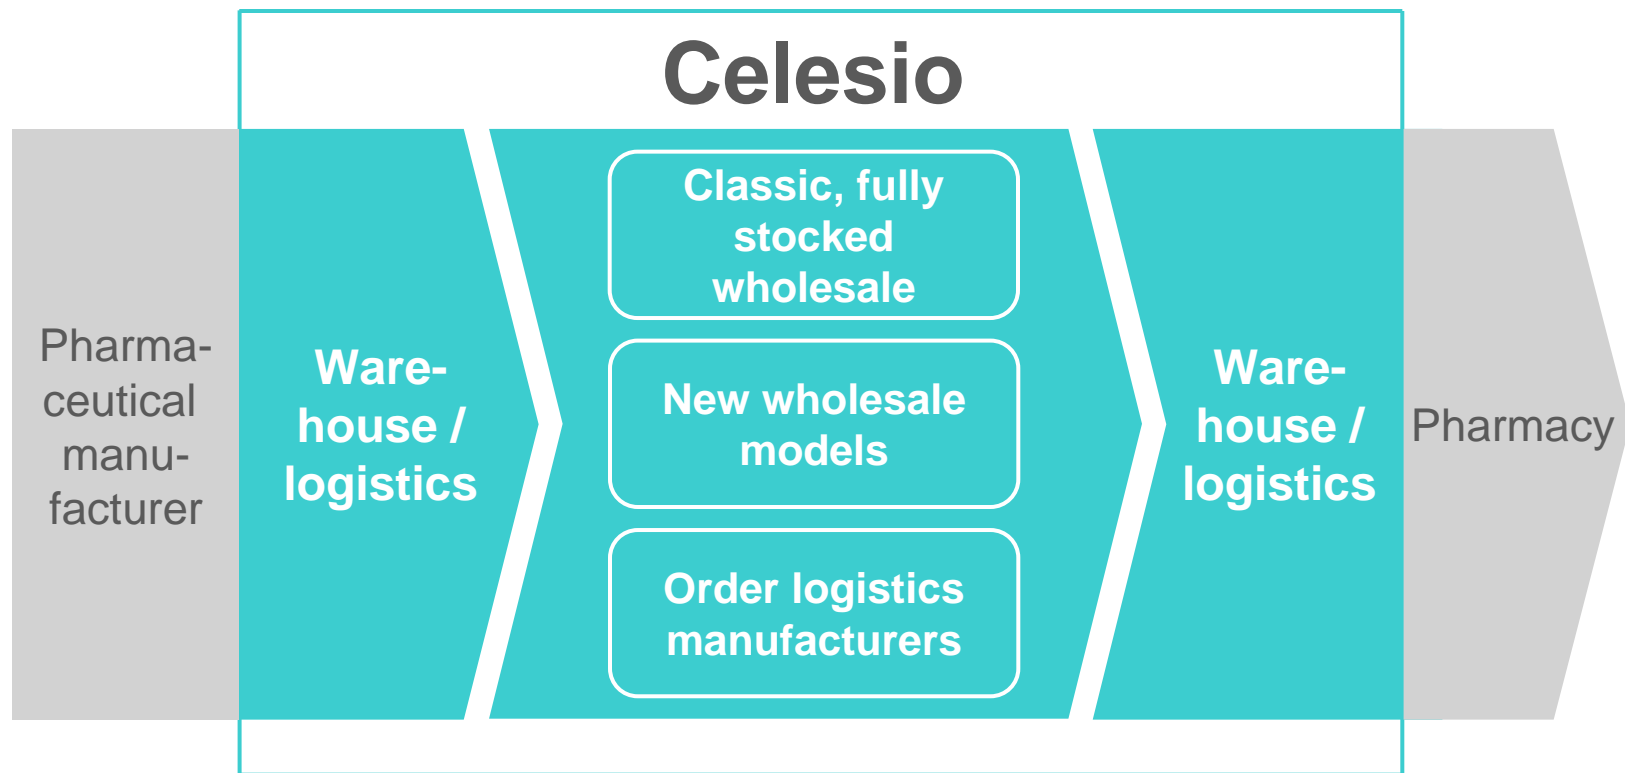 Celesio
Pharma-
ceutical
manu-
facturer
Ware-
house /
logistics
Classic, fully
stocked
wholesale
New wholesale
models
Order logistics
manufacturers
Ware-
house /
logistics
Pharmacy